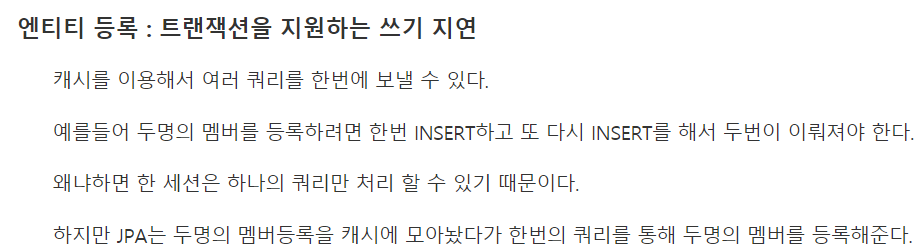 엔티티 등록 : 트랜잭션을 지원하는 쓰기 지연
캐시를 이용해서 여러 쿼리를 한번에 보낼 수 있다.
예를들어 두명의 멤버를 등록하려면 한번 INSERT하고 또 다시 INSERT를 해서 두번이 이뤄져야 한다.
왜냐하면 한 세션은 하나의 쿼리만 처리 할 수 있기 때문이다.
하지만 JPA는 두명의 멤버등록을 캐시에 모아놨다가 한번의 쿼리를 통해 두명의 멤버를 등록해준다.